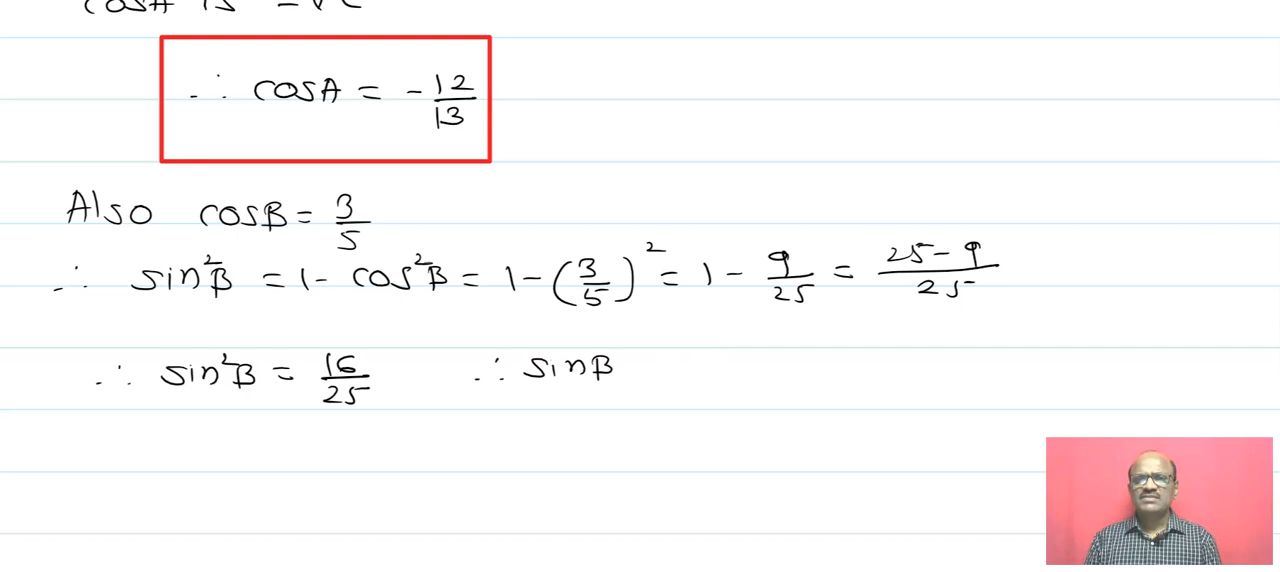 ∴ cosA = -12/13
Also cosB = 3/5
∴ sin²B = 1 - cos²B = 1 - (3/5)² = 1 - 9/25 = 25-9/25
∴ sin²B = 16/25 ∴ sinB